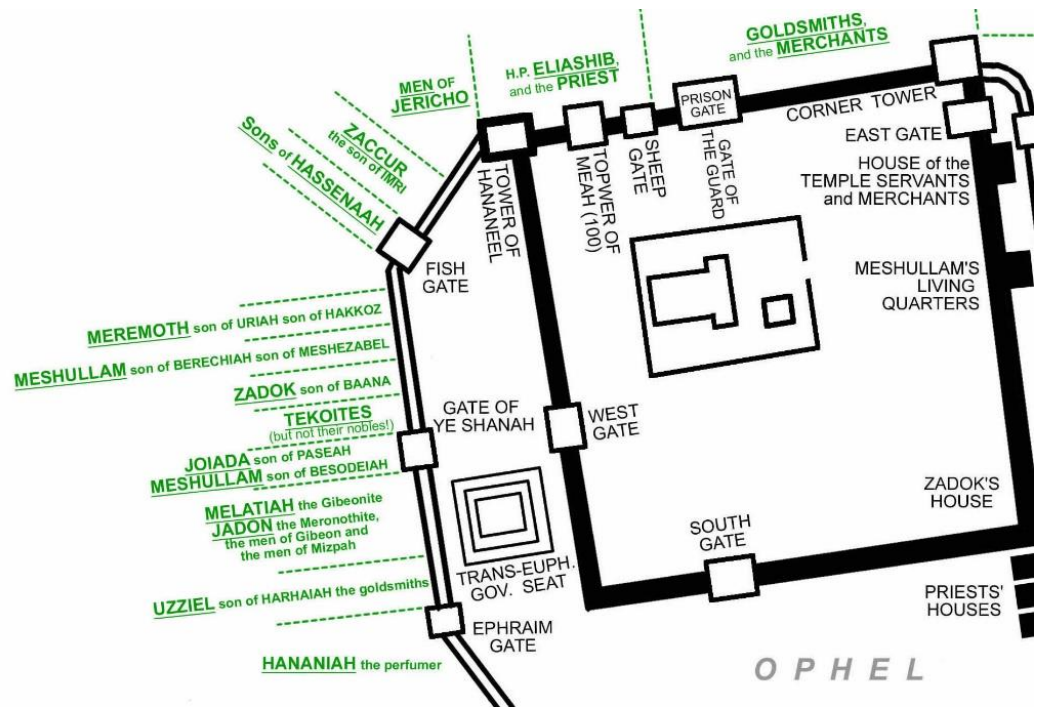 GOLDSMITHS,
and the MERCHANTS
H.P. ELIASHIB,
and the PRIEST
MEN OF
JERICHO
ZACCUR
the son of IMRI
Sons of HASSENAAH
PRISON
GATE
CORNER TOWER
EAST GATE
HOUSE of the
TEMPLE SERVANTS
and MERCHANTS
TOWER OF
HANANEEL
TOPWER OF
MEAH (100)
SHEEP
GATE
GATE OF
THE GUARD
FISH
GATE
MESHULLAM'S
LIVING
QUARTERS
MEREMOTH son of URIAH son of HAKKOZ
MESHULLAM son of BERECHIAH son of MESHEZABEL
ZADOK son of BAANA
TEKOITES
(but not their nobles!)
GATE OF
YE SHANAH
WEST
GATE
JOIADA son of PASEAH
MESHULLAM son of BESODEIAH
MELATIAH the Gibeonite
JADON the Meronothite,
the men of Gibeon and
the men of Mizpah
ZADOK'S
HOUSE
SOUTH
GATE
TRANS-EUPH.
GOV. SEAT
UZZIEL son of HARHAIAH the goldsmiths
PRIESTS'
HOUSES
EPHRAIM
GATE
HANANIAH the perfumer
OPHEL